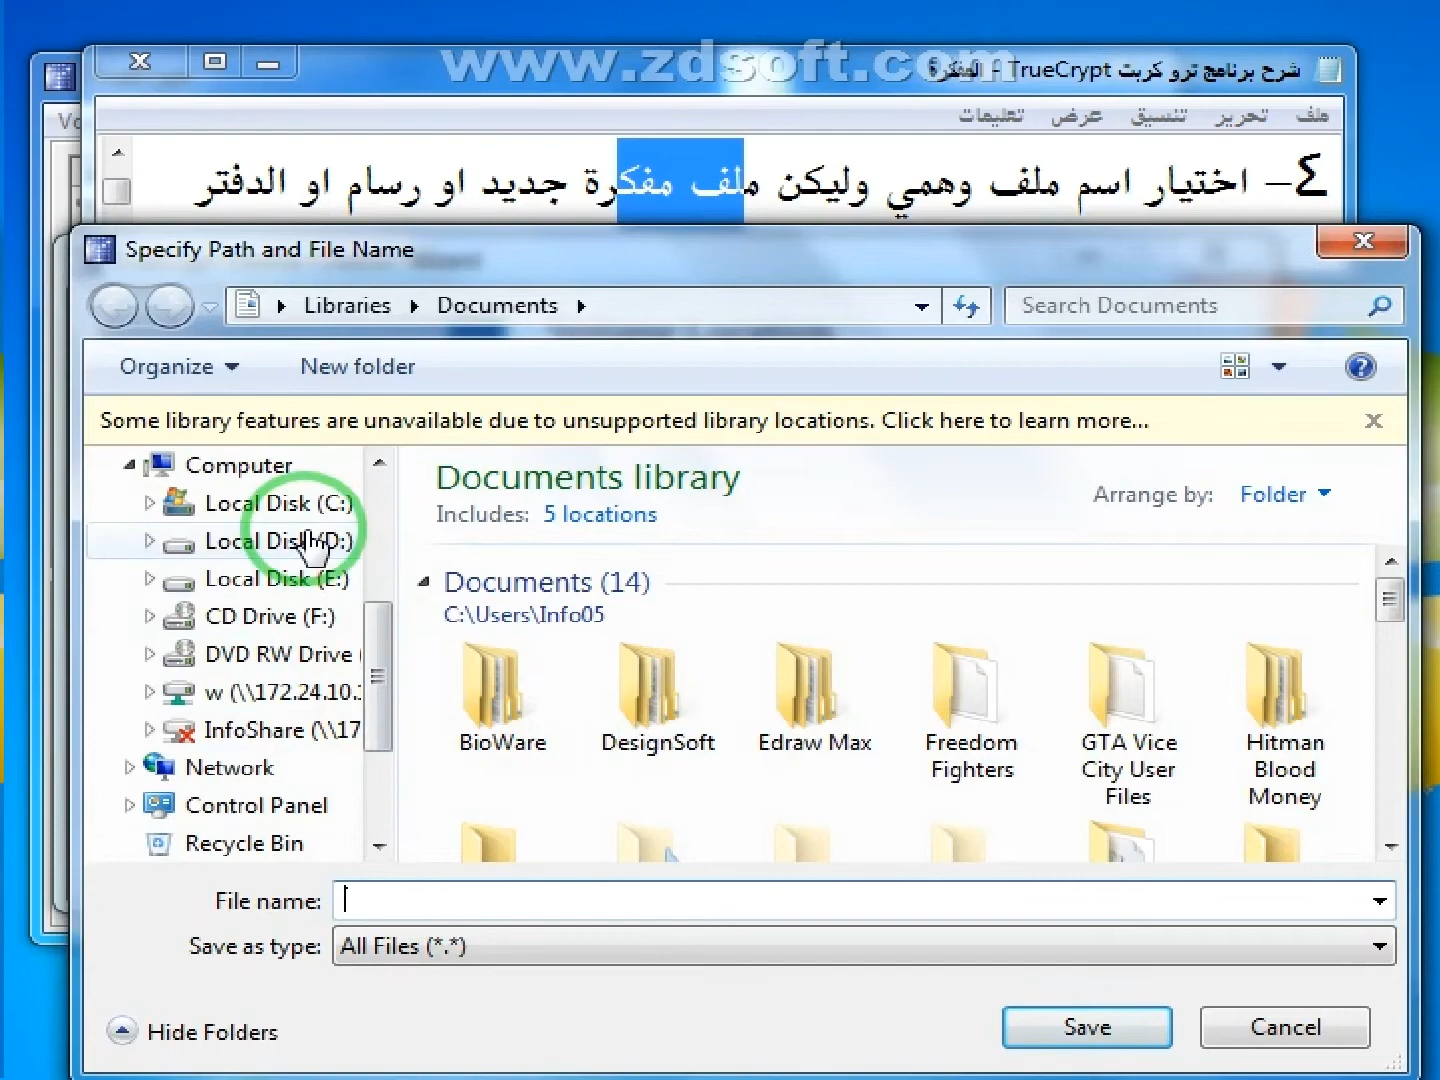 www.zdsoft.com
شرح برنامج ترو كربت TrueCrypt - المفكرة
ملف تحرير تنسيق عرض تعليمات
٤– اختيار اسم ملف وهمي وليكن ملف مفكرة جديد او رسام او الدفتر
Specify Path and File Name
Libraries Documents
Search Documents
Organize New folder
Some library features are unavailable due to unsupported library locations. Click here to learn more...
Computer
Local Disk (C:)
Local Disk (D:)
Local Disk (E:)
CD Drive (F:)
DVD RW Drive (
w (\\172.24.10.
InfoShare (\\17
Network
Control Panel
Recycle Bin
Documents library
Includes: 5 locations
Arrange by: Folder
Documents (14)
C:\Users\Info05
BioWare
DesignSoft
Edraw Max
Freedom Fighters
GTA Vice City User Files
Hitman Blood Money
File name:
Save as type: All Files (*.*)
Hide Folders
Save
Cancel